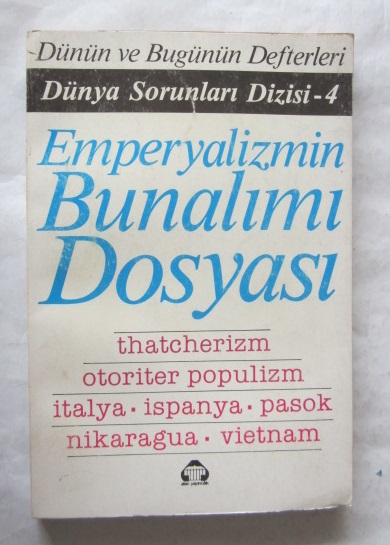 Dünün ve Bugünün Defterleri
Dünya Sorunları Dizisi-4
Emperyalizmin
Bunalımı
Dosyası
thatcherizm
otoriter populizm
italya · ispanya · pasok
nikaragua · vietnam